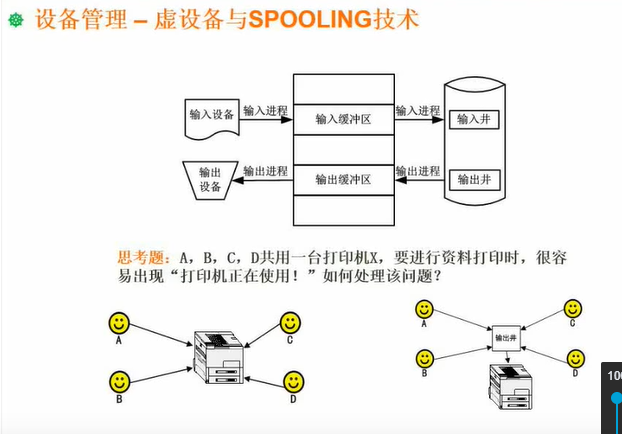 设备管理 – 虚设备与SPOOLING技术
输入设备
输入进程
输入缓冲区
输入进程
输入井
输出
设备
输出进程
输出缓冲区
输出进程
输出井
思考题：A，B，C，D共用一台打印机X，要进行资料打印时，很容
易出现“打印机正在使用！”如何处理该问题？
A
C
B
D
A
C
输出井
B
D